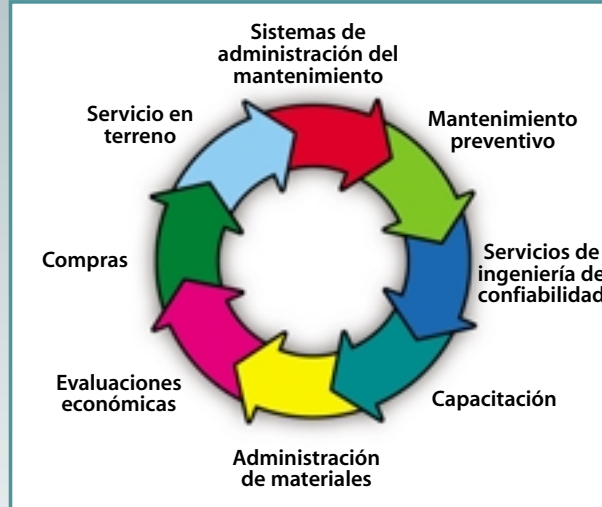 Sistemas de
administración del
mantenimiento
Mantenimiento
preventivo
Servicios de
ingeniería de
confiabilidad
Capacitación
Administración
de materiales
Evaluaciones
económicas
Compras
Servicio en
terreno